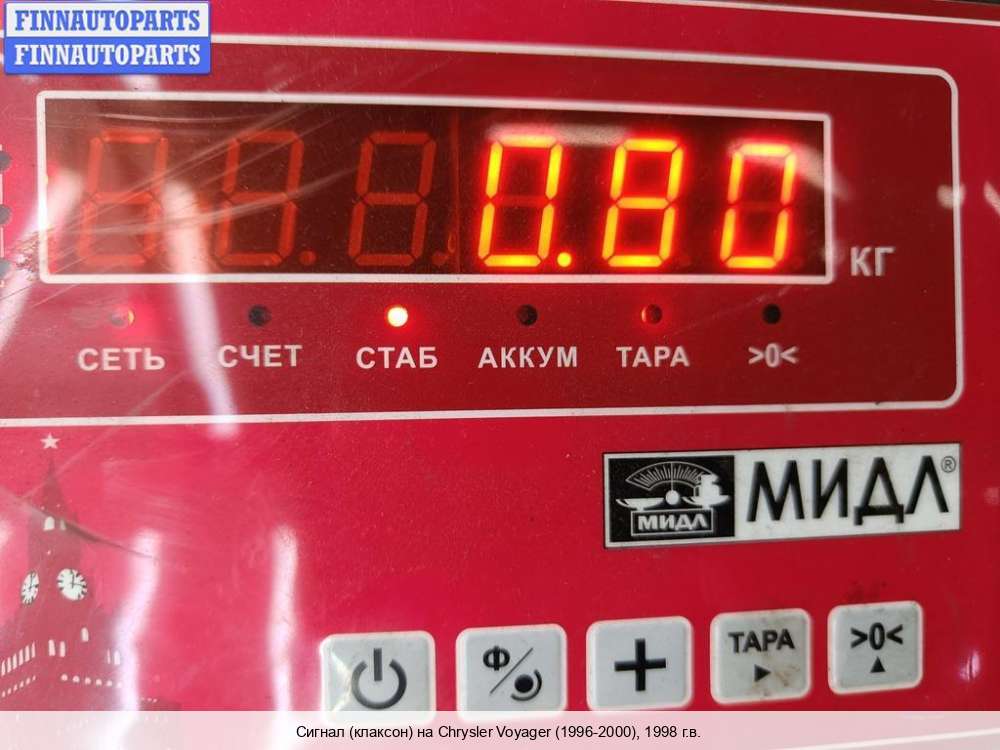 FINNAUTOPARTS
FINNAUTOPARTS
0.80
КГ
СЕТЬ СЧЕТ СТАБ АККУМ ТАРА >0<
МИДЛ
МИДЛ®
Ф
ТАРА
>0<
Сигнал (клаксон) на Chrysler Voyager (1996-2000), 1998 г.в.